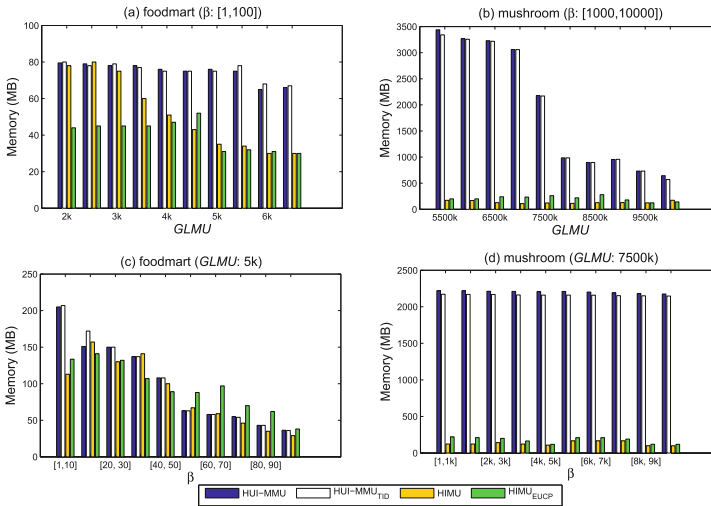 (a) foodmart (β: [1,100])
Memory (MB)
100
80
60
40
20
0
2k 3k 4k 5k 6k
GLMU
(b) mushroom (β: [1000,10000])
Memory (MB)
3500
3000
2500
2000
1500
1000
500
0
5500k 6500k 7500k 8500k 9500k
GLMU
(c) foodmart (GLMU: 5k)
Memory (MB)
250
200
150
100
50
0
[1,10] [20, 30] [40, 50] [60, 70] [80, 90]
β
(d) mushroom (GLMU: 7500k)
Memory (MB)
2500
2000
1500
1000
500
0
[1,1k] [2k, 3k] [4k, 5k] [6k, 7k] [8k, 9k]
β
HUI−MMU HUI−MMU_TID HIMU HIMU_EUCP